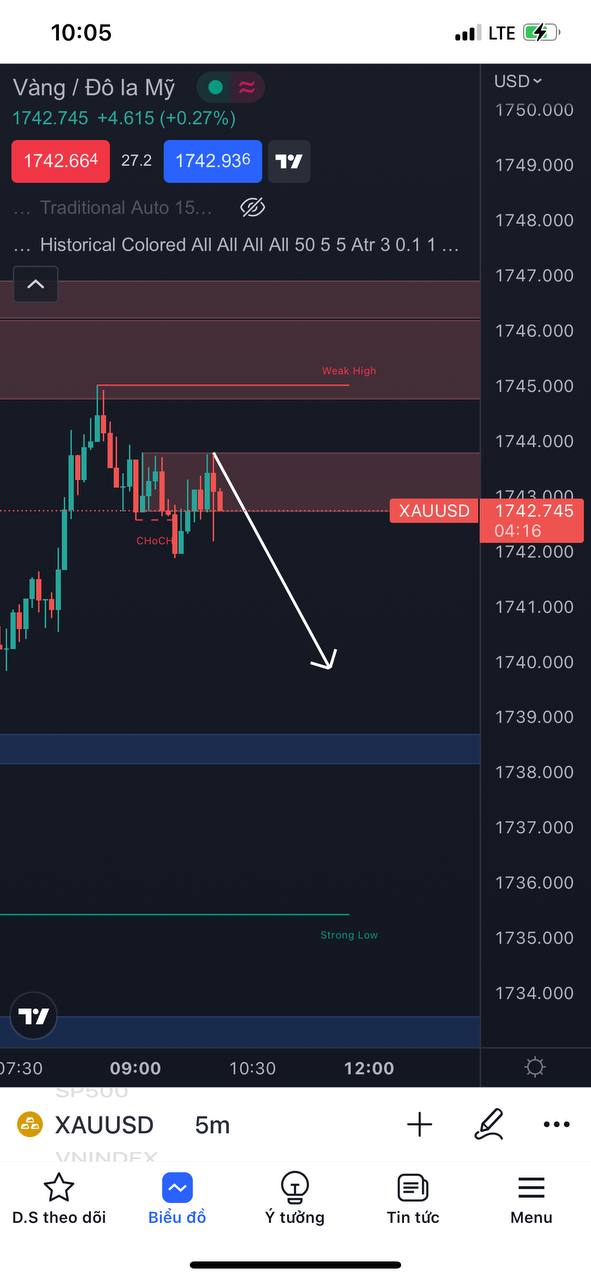 10:05
LTE
Vàng / Đô la Mỹ
USD
1742.745 +4.615 (+0.27%)
1742.664 27.2 1742.936
... Traditional Auto 15...
... Historical Colored All All All All 50 5 5 Atr 3 0.1 1 ...
1750.000
1749.000
1748.000
1747.000
1746.000
Weak High
1745.000
1744.000
1743.000
XAUUSD 1742.745
04:16
CHoCH
1742.000
1741.000
1740.000
1739.000
1738.000
1737.000
1736.000
Strong Low
1735.000
1734.000
07:30 09:00 10:30 12:00
SP500
XAUUSD 5m
VNINDEX
D.S theo dõi Biểu đồ Ý tưởng Tin tức Menu